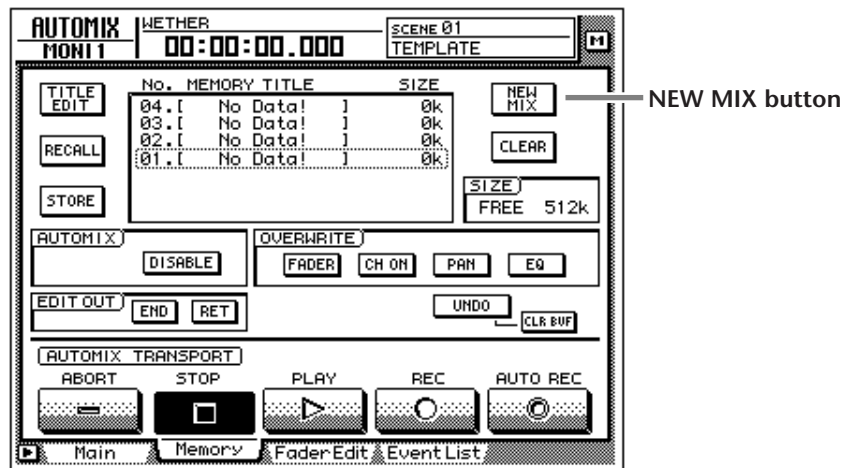 AUTOMIX
MONI 1
WETHER
00:00:00.000
SCENE 01
TEMPLATE
M
TITLE EDIT
RECALL
STORE
No. MEMORY TITLE SIZE
04.[ No Data! ] 0k
03.[ No Data! ] 0k
02.[ No Data! ] 0k
01.[ No Data! ] 0k
NEW MIX
CLEAR
NEW MIX button
SIZE
FREE 512k
AUTOMIX
DISABLE
OVERWRITE
FADER CH ON PAN EQ
EDIT OUT
END RET
UNDO
CLR BUF
AUTOMIX TRANSPORT
ABORT STOP PLAY REC AUTO REC
Main Memory Fader Edit Event List